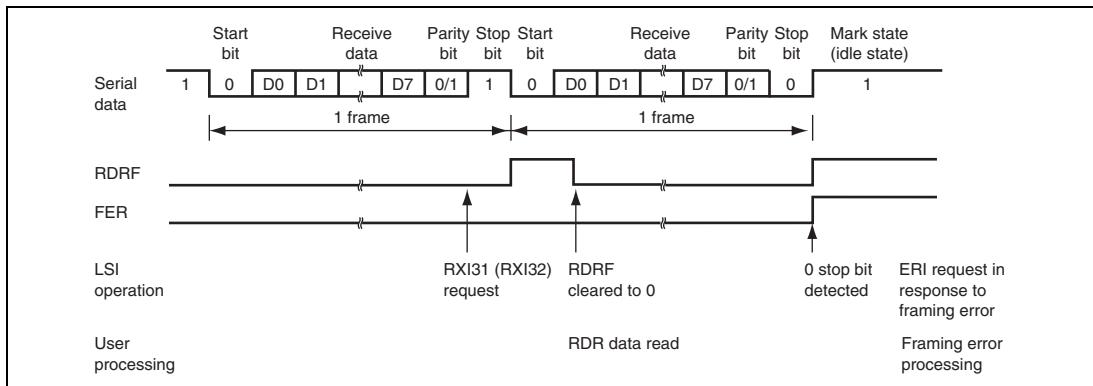 Start bit Receive data Parity bit Stop bit Start bit Receive data Parity bit Stop bit Mark state (idle state)
Serial data 1 0 D0 D1 D7 0/1 1 0 D0 D1 D7 0/1 0 1
1 frame 1 frame
RDRF
FER
LSI operation RXI31 (RXI32) request RDRF cleared to 0 0 stop bit detected ERI request in response to framing error
User processing RDR data read Framing error processing